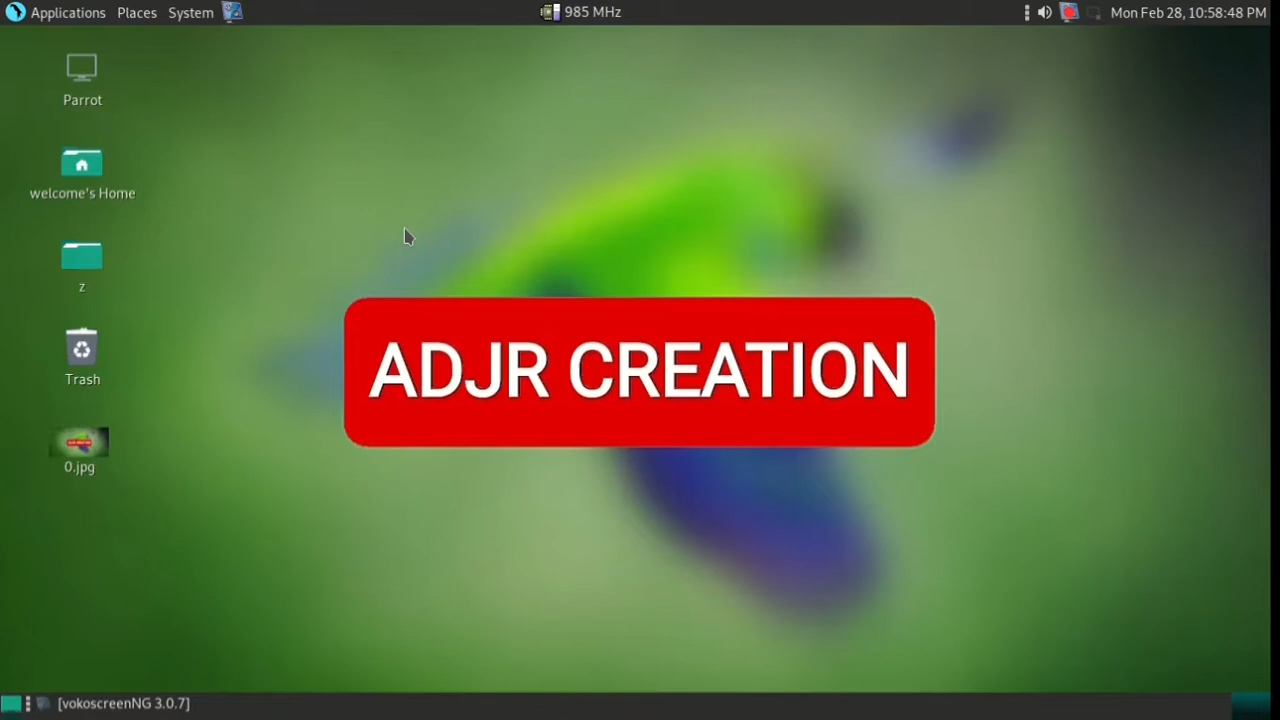 Applications Places System 985 MHz Mon Feb 28, 10:58:48 PM
Parrot
welcome's Home
z
Trash
0.jpg
ADJR CREATION
[vokoscreenNG 3.0.7]